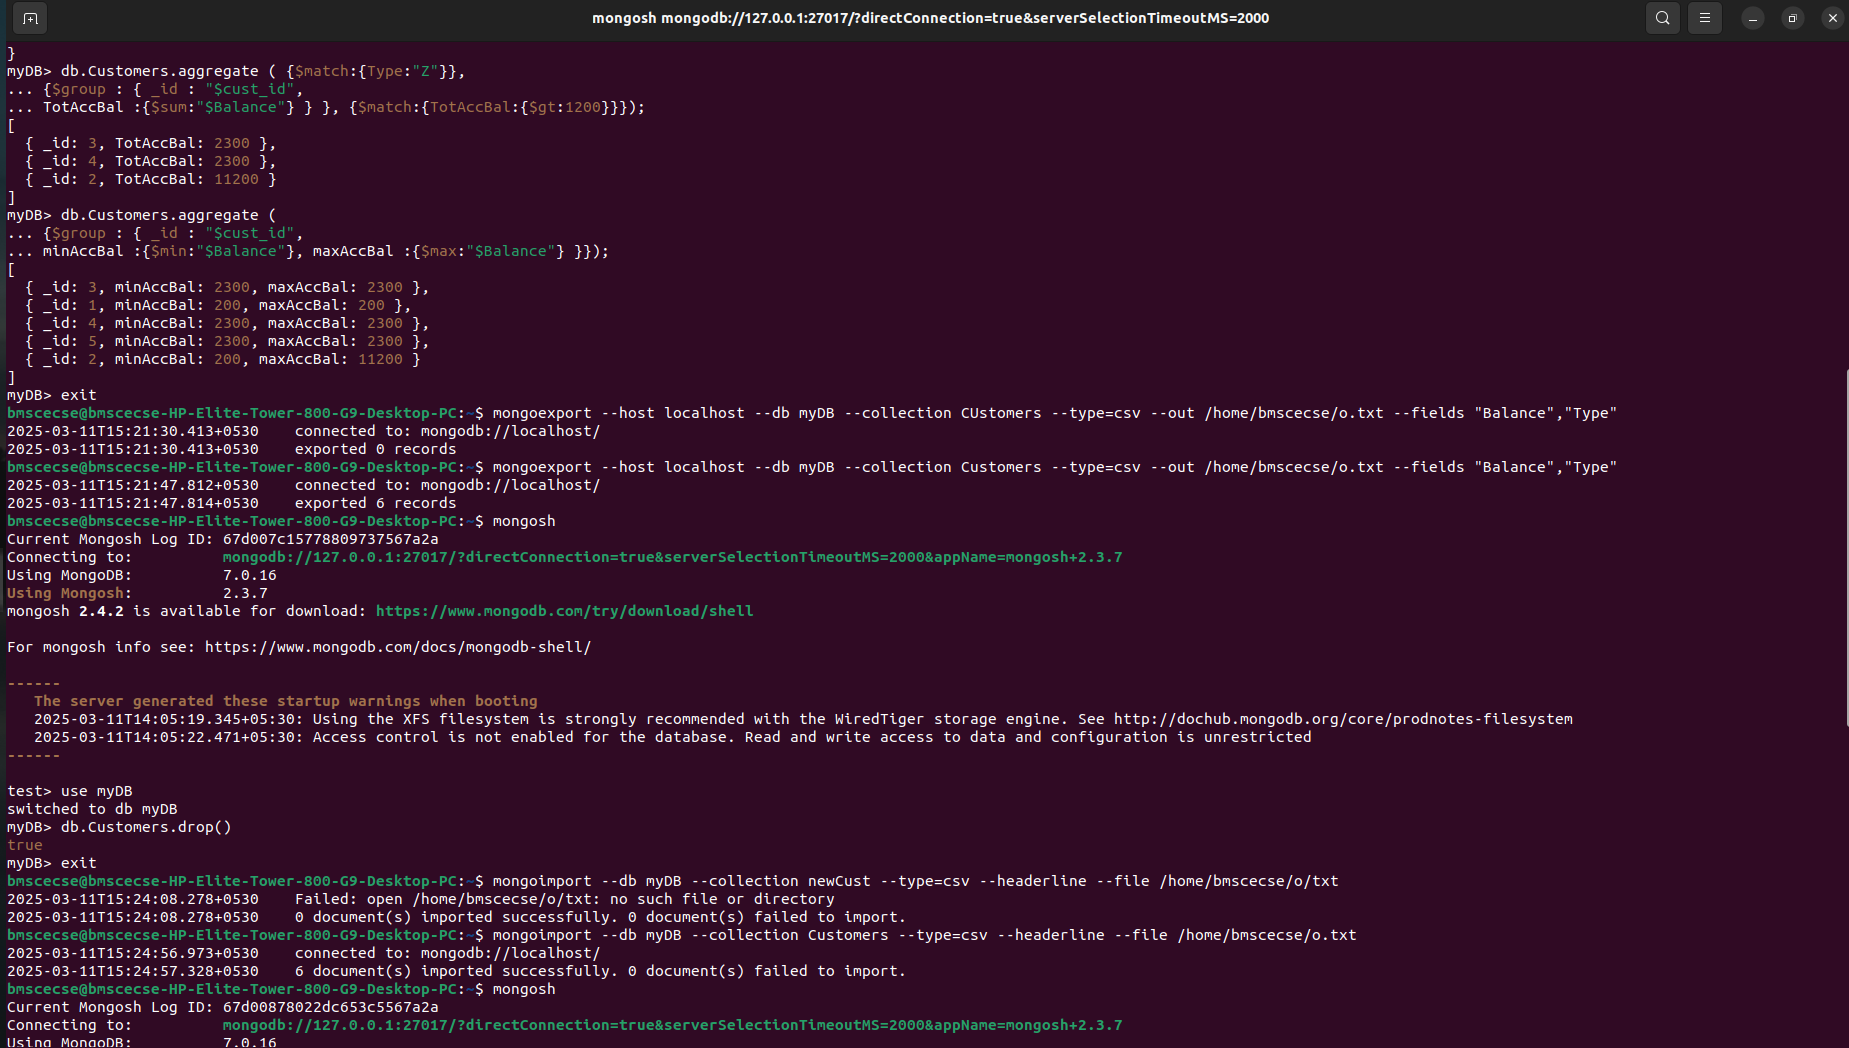 mongosh mongodb://127.0.0.1:27017/?directConnection=true&serverSelectionTimeoutMS=2000
}
myDB> db.Customers.aggregate ( {$match:{Type:"Z"}},
... {$group : { _id : "$cust_id",
... TotAccBal :{$sum:"$Balance"} } }, {$match:{TotAccBal:{$gt:1200}}});
[
  { _id: 3, TotAccBal: 2300 },
  { _id: 4, TotAccBal: 2300 },
  { _id: 2, TotAccBal: 11200 }
]
myDB> db.Customers.aggregate (
... {$group : { _id : "$cust_id",
... minAccBal :{$min:"$Balance"}, maxAccBal :{$max:"$Balance"} }});
[
  { _id: 3, minAccBal: 2300, maxAccBal: 2300 },
  { _id: 1, minAccBal: 200, maxAccBal: 200 },
  { _id: 4, minAccBal: 2300, maxAccBal: 2300 },
  { _id: 5, minAccBal: 2300, maxAccBal: 2300 },
  { _id: 2, minAccBal: 200, maxAccBal: 11200 }
]
myDB> exit
bmscecse@bmscecse-HP-Elite-Tower-800-G9-Desktop-PC:~$ mongoexport --host localhost --db myDB --collection CUstomers --type=csv --out /home/bmscecse/o.txt --fields "Balance","Type"
2025-03-11T15:21:30.413+0530    connected to: mongodb://localhost/
2025-03-11T15:21:30.413+0530    exported 0 records
bmscecse@bmscecse-HP-Elite-Tower-800-G9-Desktop-PC:~$ mongoexport --host localhost --db myDB --collection Customers --type=csv --out /home/bmscecse/o.txt --fields "Balance","Type"
2025-03-11T15:21:47.812+0530    connected to: mongodb://localhost/
2025-03-11T15:21:47.814+0530    exported 6 records
bmscecse@bmscecse-HP-Elite-Tower-800-G9-Desktop-PC:~$ mongosh
Current Mongosh Log ID: 67d007c15778809737567a2a
Connecting to:          mongodb://127.0.0.1:27017/?directConnection=true&serverSelectionTimeoutMS=2000&appName=mongosh+2.3.7
Using MongoDB:          7.0.16
Using Mongosh:          2.3.7
mongosh 2.4.2 is available for download: https://www.mongodb.com/try/download/shell
For mongosh info see: https://www.mongodb.com/docs/mongodb-shell/
------
   The server generated these startup warnings when booting
   2025-03-11T14:05:19.345+05:30: Using the XFS filesystem is strongly recommended with the WiredTiger storage engine. See http://dochub.mongodb.org/core/prodnotes-filesystem
   2025-03-11T14:05:22.471+05:30: Access control is not enabled for the database. Read and write access to data and configuration is unrestricted
------
test> use myDB
switched to db myDB
myDB> db.Customers.drop()
true
myDB> exit
bmscecse@bmscecse-HP-Elite-Tower-800-G9-Desktop-PC:~$ mongoimport --db myDB --collection newCust --type=csv --headerline --file /home/bmscecse/o/txt
2025-03-11T15:24:08.278+0530    Failed: open /home/bmscecse/o/txt: no such file or directory
2025-03-11T15:24:08.278+0530    0 document(s) imported successfully. 0 document(s) failed to import.
bmscecse@bmscecse-HP-Elite-Tower-800-G9-Desktop-PC:~$ mongoimport --db myDB --collection Customers --type=csv --headerline --file /home/bmscecse/o.txt
2025-03-11T15:24:56.973+0530    connected to: mongodb://localhost/
2025-03-11T15:24:57.328+0530    6 document(s) imported successfully. 0 document(s) failed to import.
bmscecse@bmscecse-HP-Elite-Tower-800-G9-Desktop-PC:~$ mongosh
Current Mongosh Log ID: 67d00878022dc653c5567a2a
Connecting to:          mongodb://127.0.0.1:27017/?directConnection=true&serverSelectionTimeoutMS=2000&appName=mongosh+2.3.7
Using MongoDB:          7.0.16